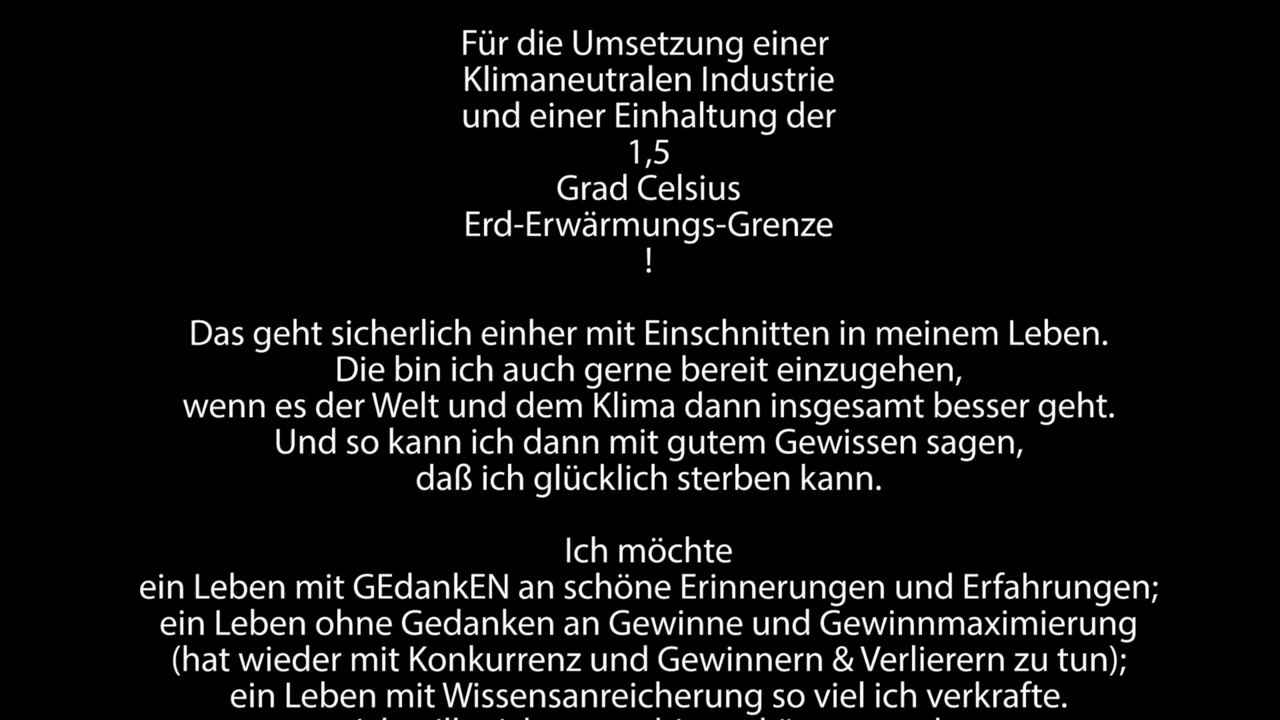 Für die Umsetzung einer
Klimaneutralen Industrie
und einer Einhaltung der
1,5
Grad Celsius
Erd-Erwärmungs-Grenze
!
Das geht sicherlich einher mit Einschnitten in meinem Leben.
Die bin ich auch gerne bereit einzugehen,
wenn es der Welt und dem Klima dann insgesamt besser geht.
Und so kann ich dann mit gutem Gewissen sagen,
daß ich glücklich sterben kann.
Ich möchte
ein Leben mit GEdankEN an schöne Erinnerungen und Erfahrungen;
ein Leben ohne Gedanken an Gewinne und Gewinnmaximierung
(hat wieder mit Konkurrenz und Gewinnern & Verlierern zu tun);
ein Leben mit Wissensanreicherung so viel ich verkrafte.